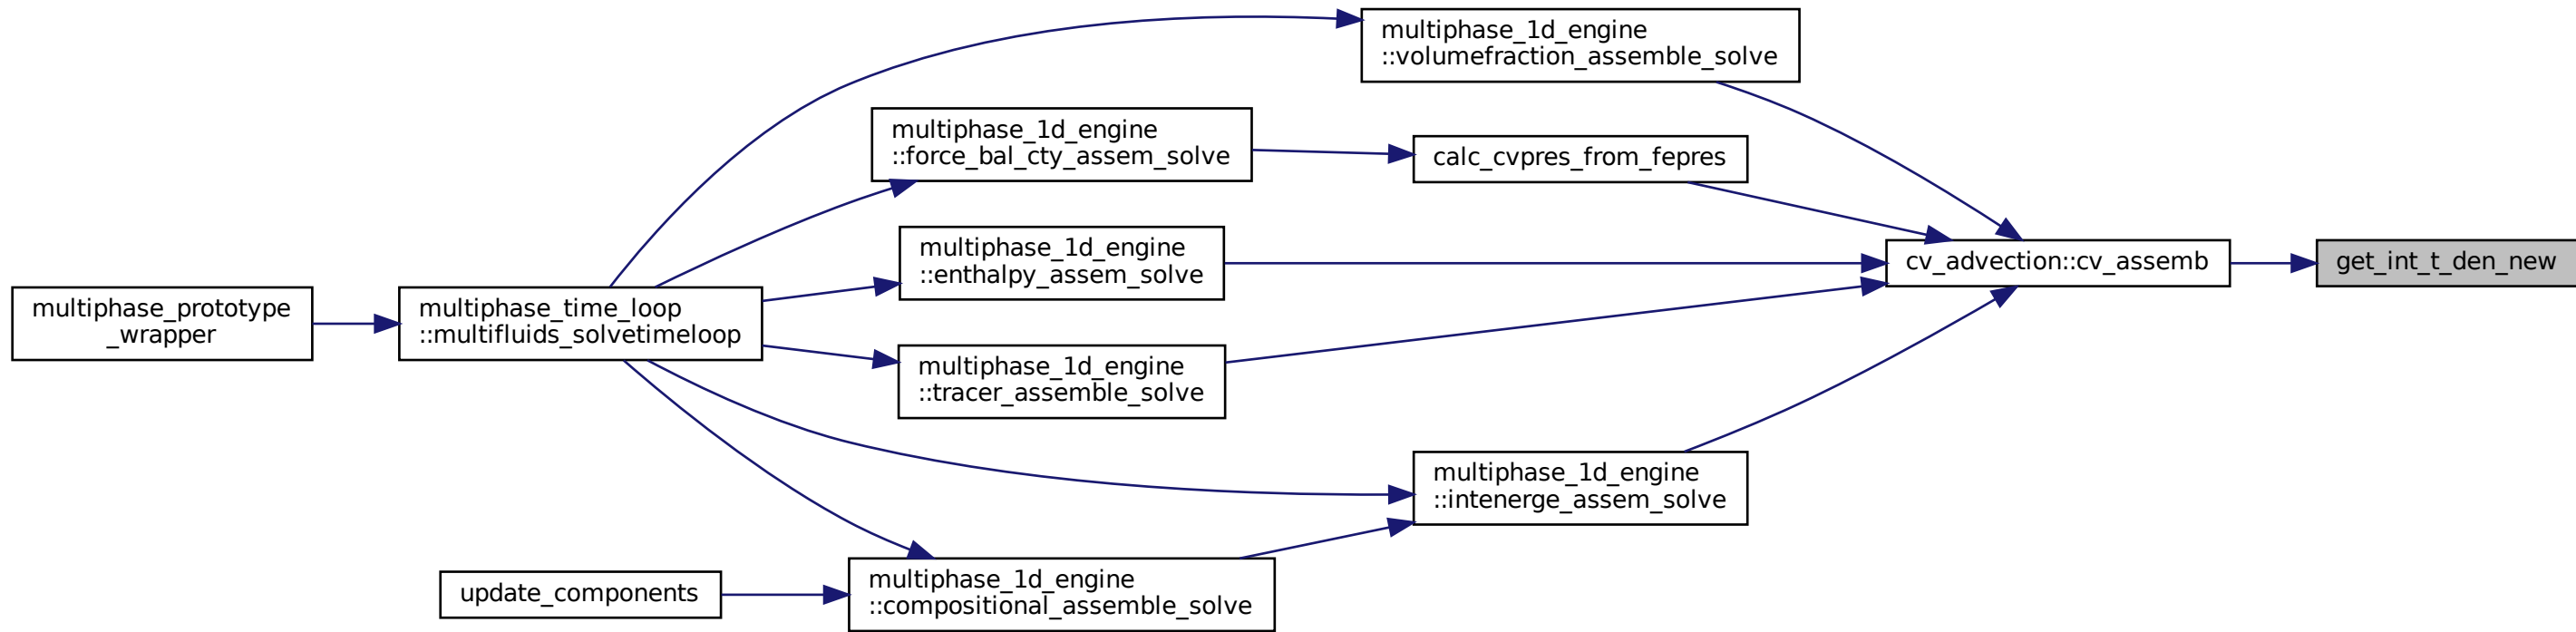 multiphase_1d_engine
::volumefraction_assemble_solve
multiphase_1d_engine
::force_bal_cty_assem_solve
calc_cvpres_from_fepres
multiphase_1d_engine
::enthalpy_assem_solve
cv_advection::cv_assemb
get_int_t_den_new
multiphase_prototype
_wrapper
multiphase_time_loop
::multifluids_solvetimeloop
multiphase_1d_engine
::tracer_assemble_solve
multiphase_1d_engine
::intenerge_assem_solve
update_components
multiphase_1d_engine
::compositional_assemble_solve